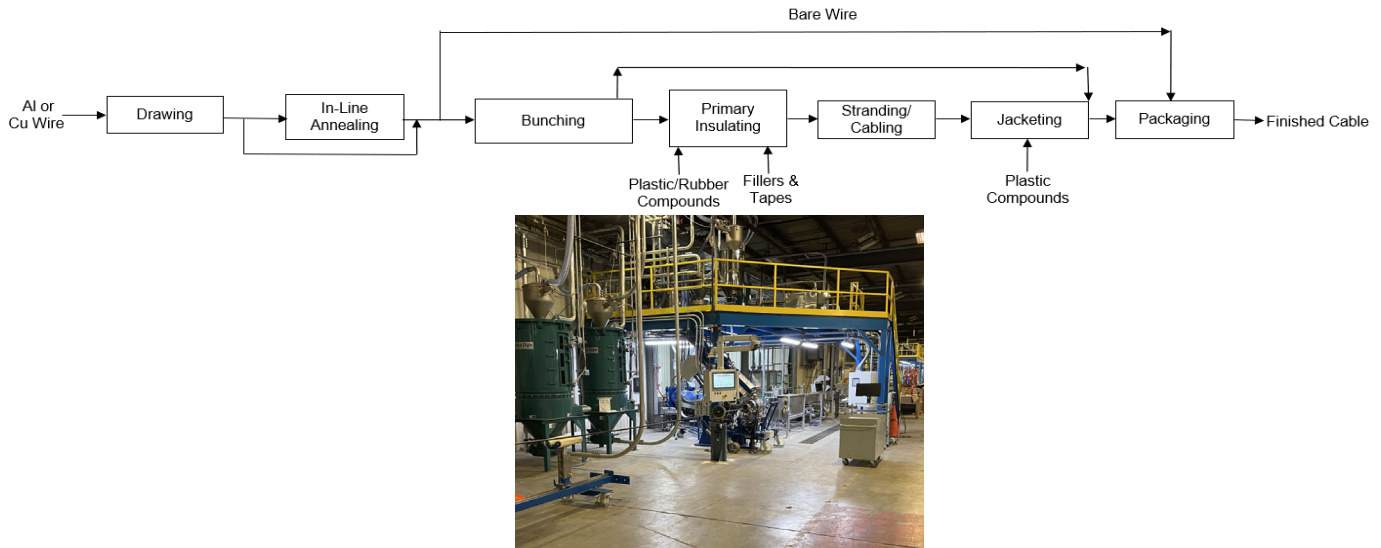 Bare Wire
Al or
Cu Wire
Drawing
In-Line
Annealing
Bunching
Primary
Insulating
Stranding/
Cabling
Jacketing
Packaging
Finished Cable
Plastic/Rubber
Compounds
Fillers &
Tapes
Plastic
Compounds